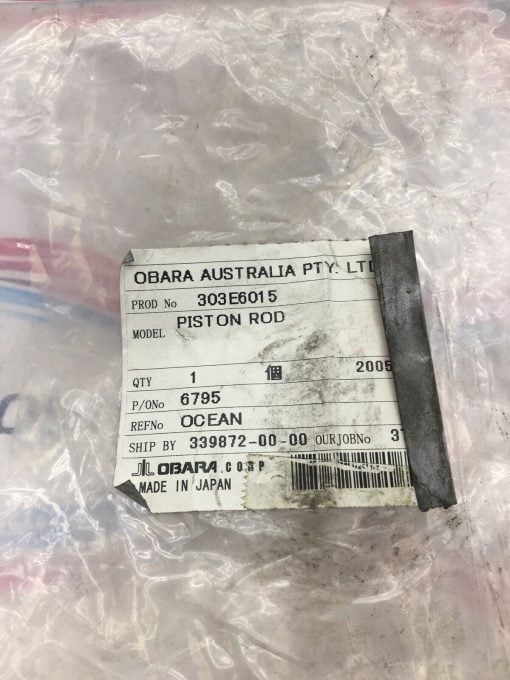 OBARA AUSTRALIA PTY. LTD
PROD No 303E6015
MODEL PISTON ROD
QTY 1 個 2005
P/ONo 6795
REFNo OCEAN
SHIP BY 339872-00-00 OURJOBNo
OBARA CORP
MADE IN JAPAN